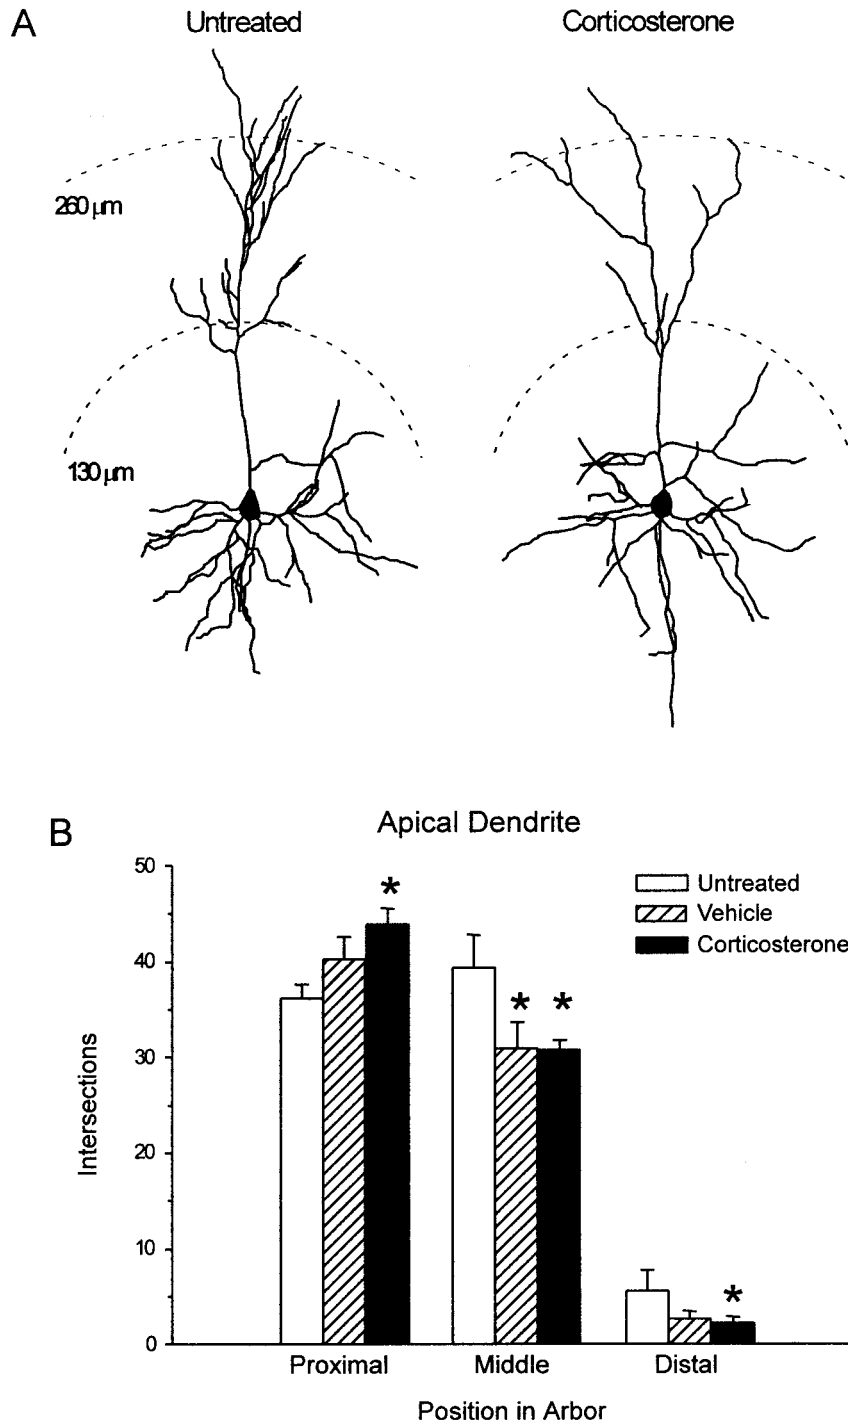 A
Untreated
Corticosterone
260 µm
130 µm
B
Apical Dendrite
50
40
30
20
10
0
Intersections
*
* *
*
Untreated
Vehicle
Corticosterone
Proximal
Middle
Distal
Position in Arbor